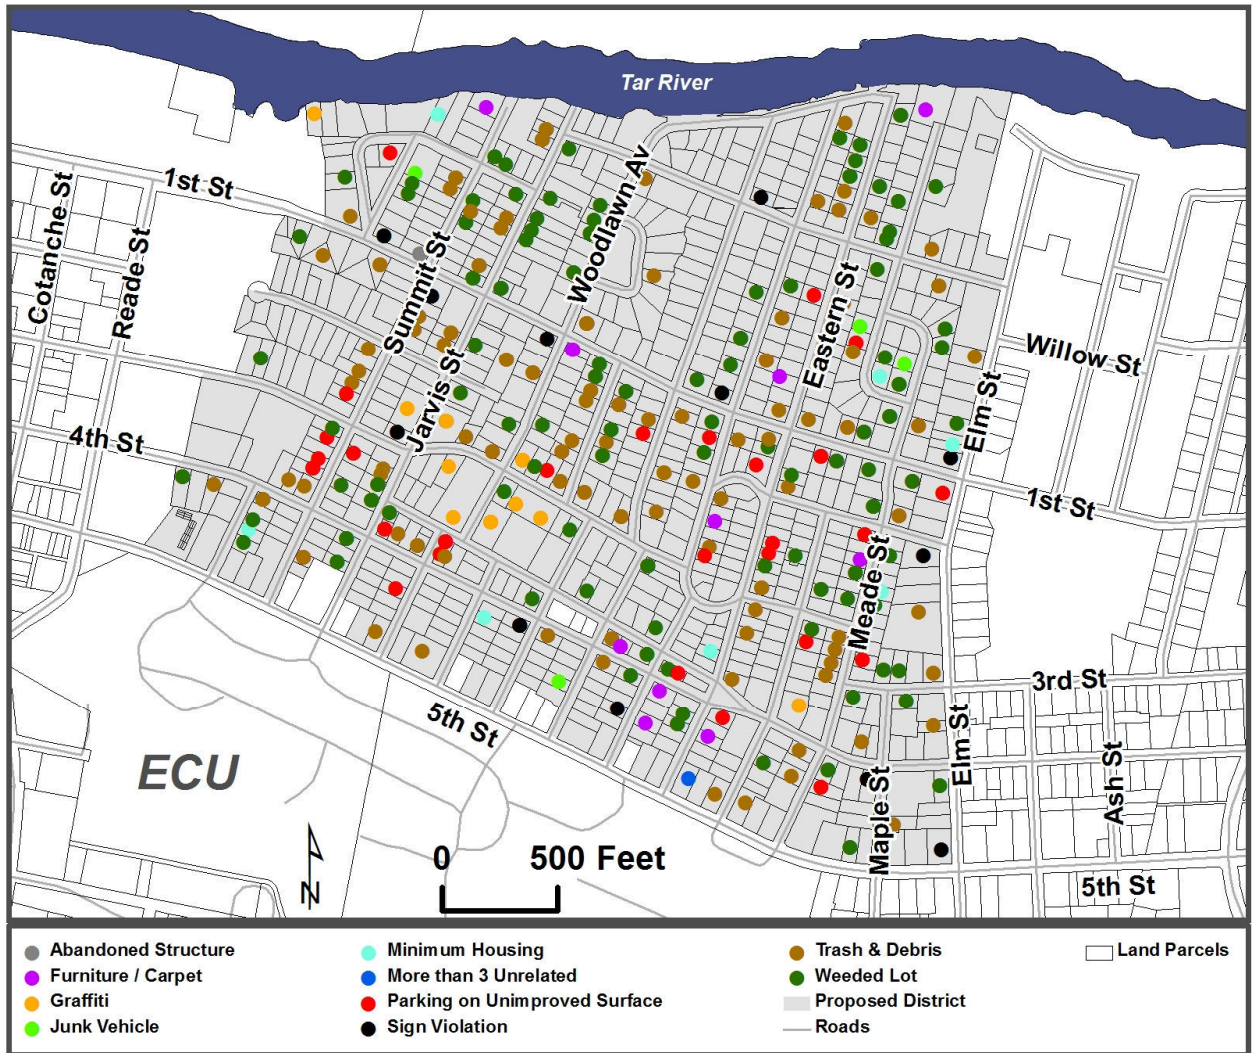 Tar River
1st St
Cotanche St
Reade St
Woodlawn Av
Summit St
Jarvis St
Eastern St
Willow St
Elm St
4th St
1st St
Meade St
3rd St
5th St
Elm St
Ash St
ECU
Maple St
0 500 Feet
N
5th St
Abandoned Structure
Furniture / Carpet
Graffiti
Junk Vehicle
Minimum Housing
More than 3 Unrelated
Parking on Unimproved Surface
Sign Violation
Trash & Debris
Weeded Lot
Proposed District
Roads
Land Parcels